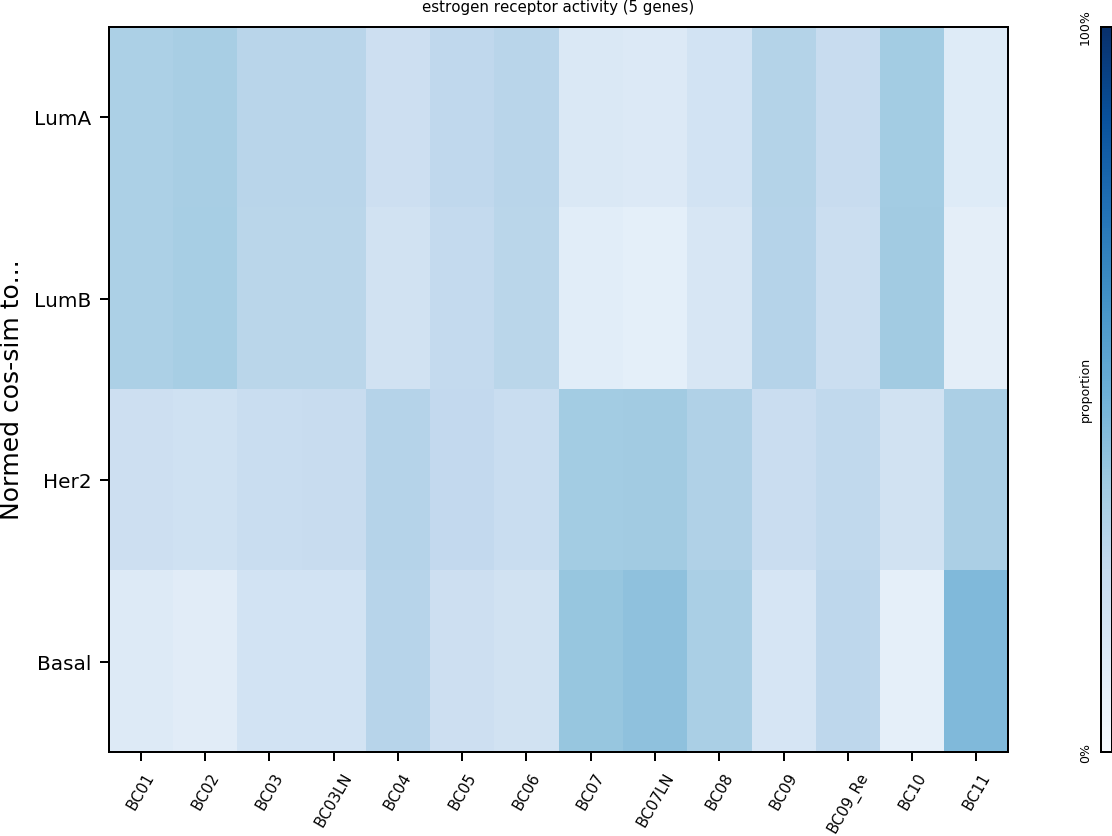 estrogen receptor activity (5 genes)
100%
LumA
LumB
Normed cos-sim to...
proportion
Her2
Basal
0%
BC01
BC02
BC03
BC03LN
BC04
BC05
BC06
BC07
BC07LN
BC08
BC09
BC09_Re
BC10
BC11